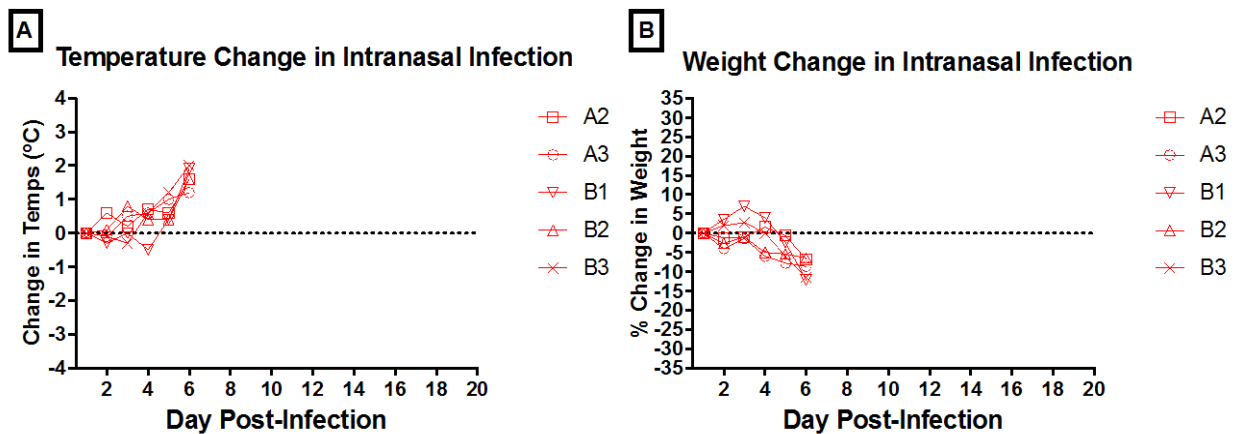 A
Temperature Change in Intranasal Infection
Change in Temps (ºC)
4
3
2
1
0
-1
-2
-3
-4
2 4 6 8 10 12 14 16 18 20
Day Post-Infection
A2
A3
B1
B2
B3
B
Weight Change in Intranasal Infection
% Change in Weight
35
30
25
20
15
10
5
0
-5
-10
-15
-20
-25
-30
-35
2 4 6 8 10 12 14 16 18 20
Day Post-Infection
A2
A3
B1
B2
B3